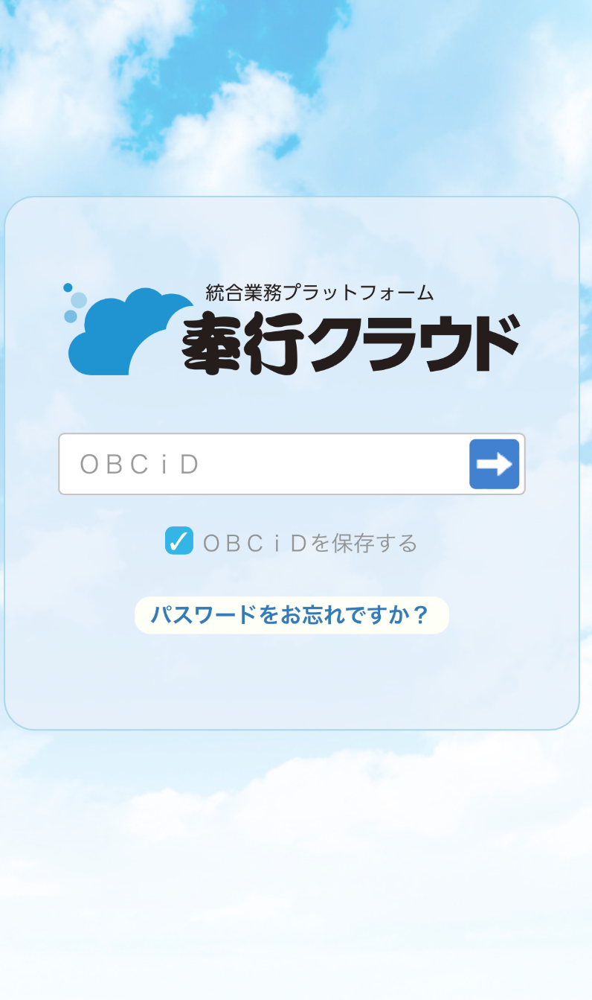 統合業務プラットフォーム
奉行クラウド
ＯＢＣｉＤ
ＯＢＣｉＤを保存する
パスワードをお忘れですか？